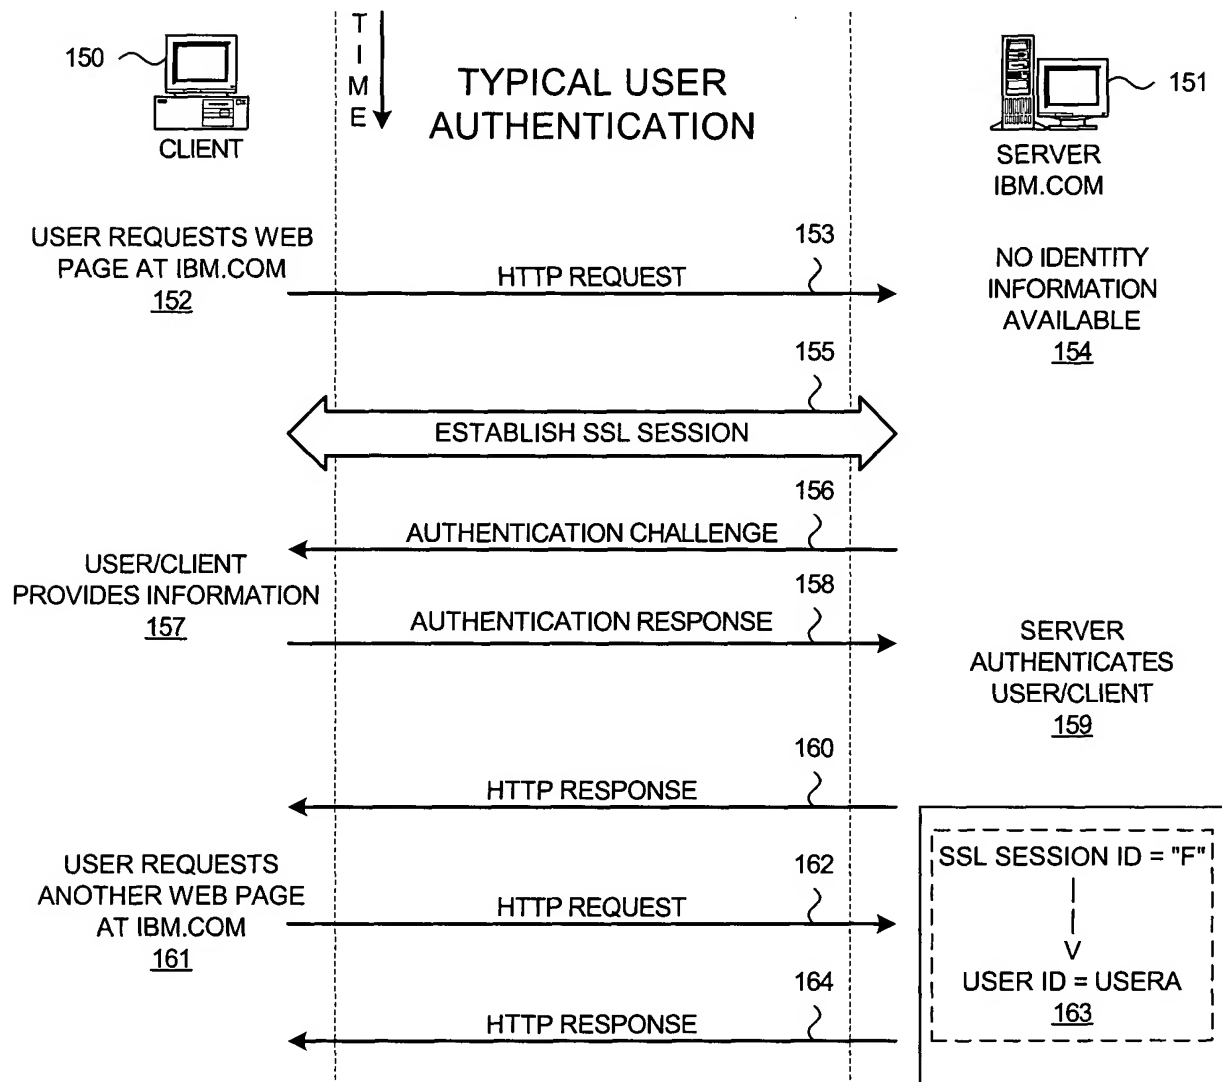 150
CLIENT
TIME
TYPICAL USER
AUTHENTICATION
151
SERVER
IBM.COM
USER REQUESTS WEB
PAGE AT IBM.COM
152
153
HTTP REQUEST
NO IDENTITY
INFORMATION
AVAILABLE
154
155
ESTABLISH SSL SESSION
156
AUTHENTICATION CHALLENGE
USER/CLIENT
PROVIDES INFORMATION
157
158
AUTHENTICATION RESPONSE
SERVER
AUTHENTICATES
USER/CLIENT
159
160
HTTP RESPONSE
USER REQUESTS
ANOTHER WEB PAGE
AT IBM.COM
161
162
HTTP REQUEST
SSL SESSION ID = "F"
USER ID = USERA
163
164
HTTP RESPONSE